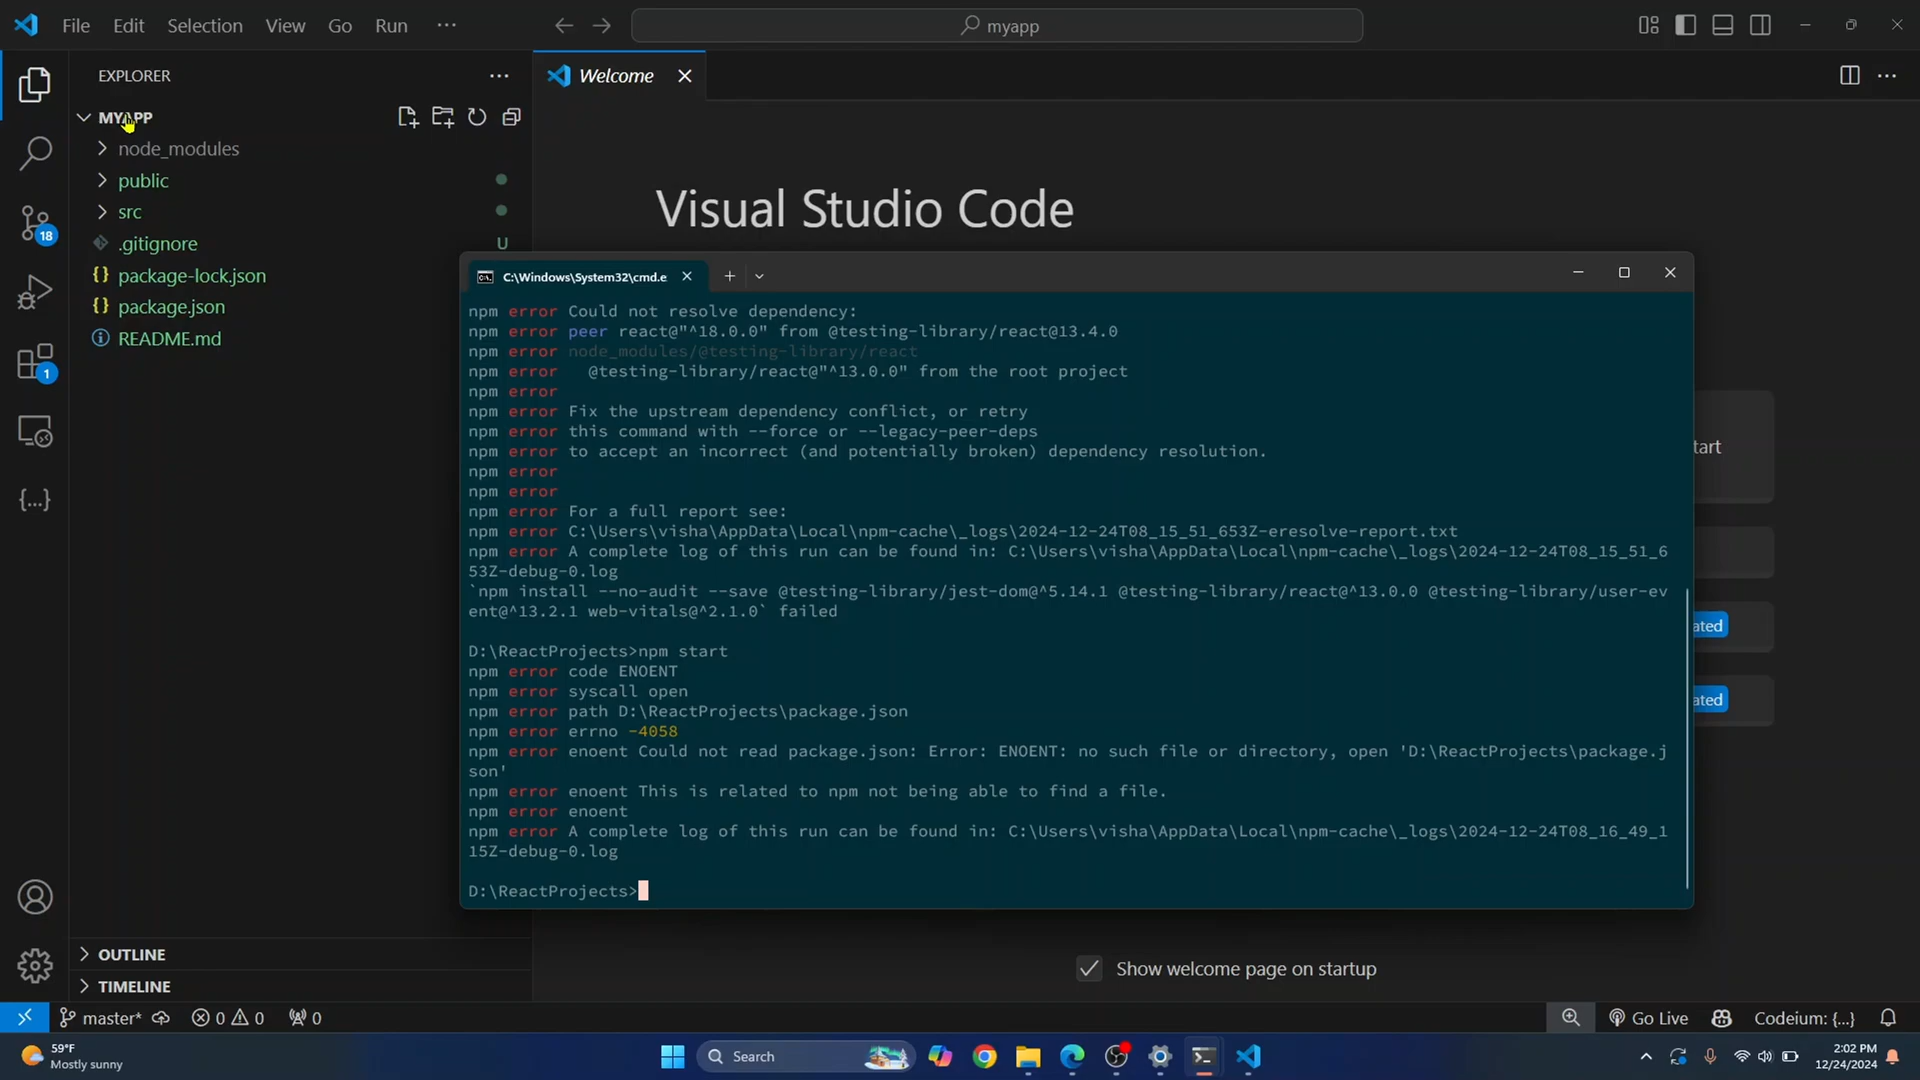 File Edit Selection View Go Run ···
myapp
EXPLORER
Welcome
MYAPP
node_modules
public
src
.gitignore U
package-lock.json
package.json
README.md
Visual Studio Code
C:\Windows\System32\cmd.e
npm error Could not resolve dependency:
npm error peer react@"^18.0.0" from @testing-library/react@13.4.0
npm error node_modules/@testing-library/react
npm error   @testing-library/react@"^13.0.0" from the root project
npm error
npm error Fix the upstream dependency conflict, or retry
npm error this command with --force or --legacy-peer-deps
npm error to accept an incorrect (and potentially broken) dependency resolution.
npm error
npm error
npm error For a full report see:
npm error C:\Users\visha\AppData\Local\npm-cache\_logs\2024-12-24T08_15_51_653Z-eresolve-report.txt
npm error A complete log of this run can be found in: C:\Users\visha\AppData\Local\npm-cache\_logs\2024-12-24T08_15_51_6
53Z-debug-0.log
`npm install --no-audit --save @testing-library/jest-dom@^5.14.1 @testing-library/react@^13.0.0 @testing-library/user-ev
ent@^13.2.1 web-vitals@^2.1.0` failed
D:\ReactProjects>npm start
npm error code ENOENT
npm error syscall open
npm error path D:\ReactProjects\package.json
npm error errno -4058
npm error enoent Could not read package.json: Error: ENOENT: no such file or directory, open 'D:\ReactProjects\package.j
son'
npm error enoent This is related to npm not being able to find a file.
npm error enoent
npm error A complete log of this run can be found in: C:\Users\visha\AppData\Local\npm-cache\_logs\2024-12-24T08_16_49_1
15Z-debug-0.log
D:\ReactProjects>
tart
ated
ated
18
1
{...}
OUTLINE
TIMELINE
Show welcome page on startup
master* 0 0 0
Go Live
Codeium: {...}
59°F
Mostly sunny
Search
2:02 PM
12/24/2024